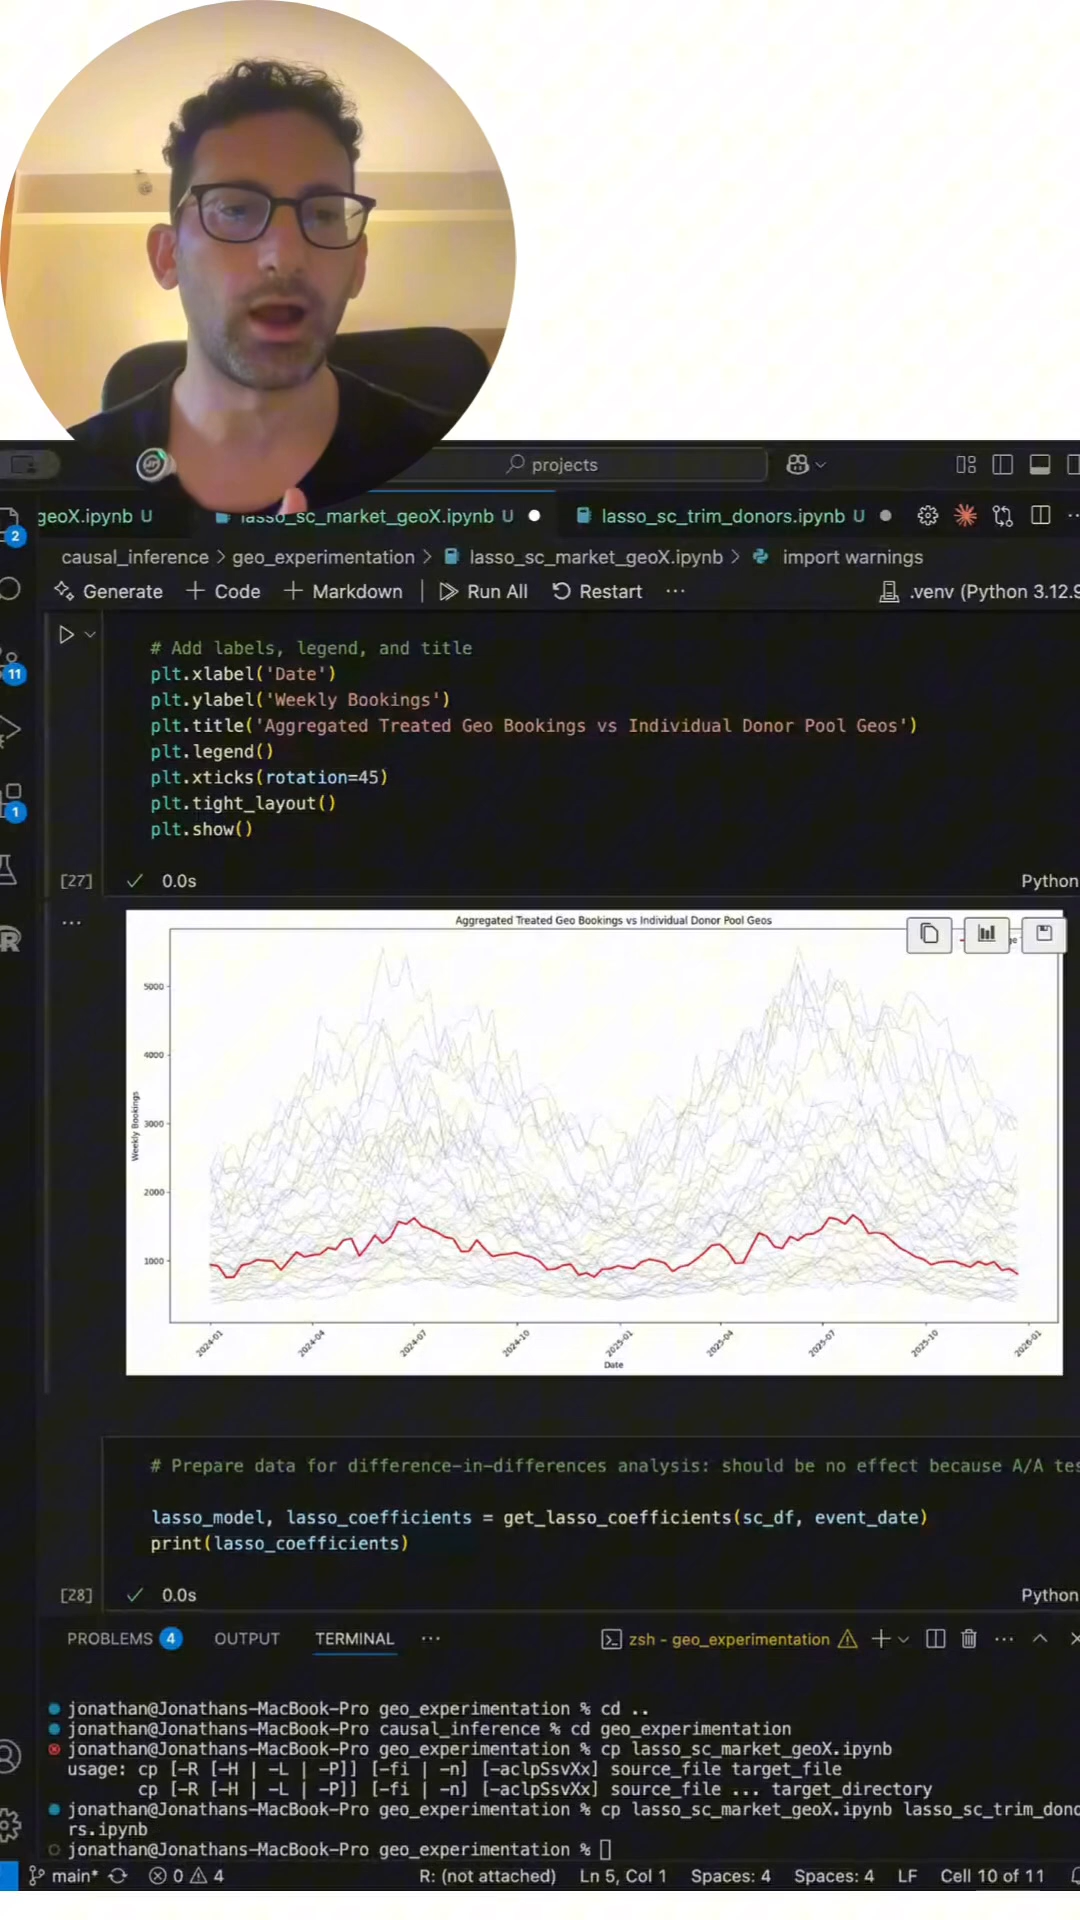 projects
geoX.ipynb U
lasso_sc_market_geoX.ipynb U
lasso_sc_trim_donors.ipynb U
causal_inference > geo_experimentation > lasso_sc_market_geoX.ipynb > import warnings
Generate + Code + Markdown Run All Restart ... .venv (Python 3.12.9
2
11
1
# Add labels, legend, and title
plt.xlabel('Date')
plt.ylabel('Weekly Bookings')
plt.title('Aggregated Treated Geo Bookings vs Individual Donor Pool Geos')
plt.legend()
plt.xticks(rotation=45)
plt.tight_layout()
plt.show()
[27] 0.0s Python
Aggregated Treated Geo Bookings vs Individual Donor Pool Geos
5000
4000
3000
2000
1000
Weekly Bookings
2024-01 2024-04 2024-07 2024-10 2025-01 2025-04 2025-07 2025-10 2026-01
Date
# Prepare data for difference-in-differences analysis: should be no effect because A/A tes
lasso_model, lasso_coefficients = get_lasso_coefficients(sc_df, event_date)
print(lasso_coefficients)
[28] 0.0s Python
PROBLEMS 4 OUTPUT TERMINAL ... zsh - geo_experimentation
jonathan@Jonathans-MacBook-Pro geo_experimentation % cd ..
jonathan@Jonathans-MacBook-Pro causal_inference % cd geo_experimentation
jonathan@Jonathans-MacBook-Pro geo_experimentation % cp lasso_sc_market_geoX.ipynb
usage: cp [-R [-H | -L | -P]] [-fi | -n] [-aclpSsvXx] source_file target_file
cp [-R [-H | -L | -P]] [-fi | -n] [-aclpSsvXx] source_file ... target_directory
jonathan@Jonathans-MacBook-Pro geo_experimentation % cp lasso_sc_market_geoX.ipynb lasso_sc_trim_dono
rs.ipynb
jonathan@Jonathans-MacBook-Pro geo_experimentation %
main* 0 4 R: (not attached) Ln 5, Col 1 Spaces: 4 Spaces: 4 LF Cell 10 of 11